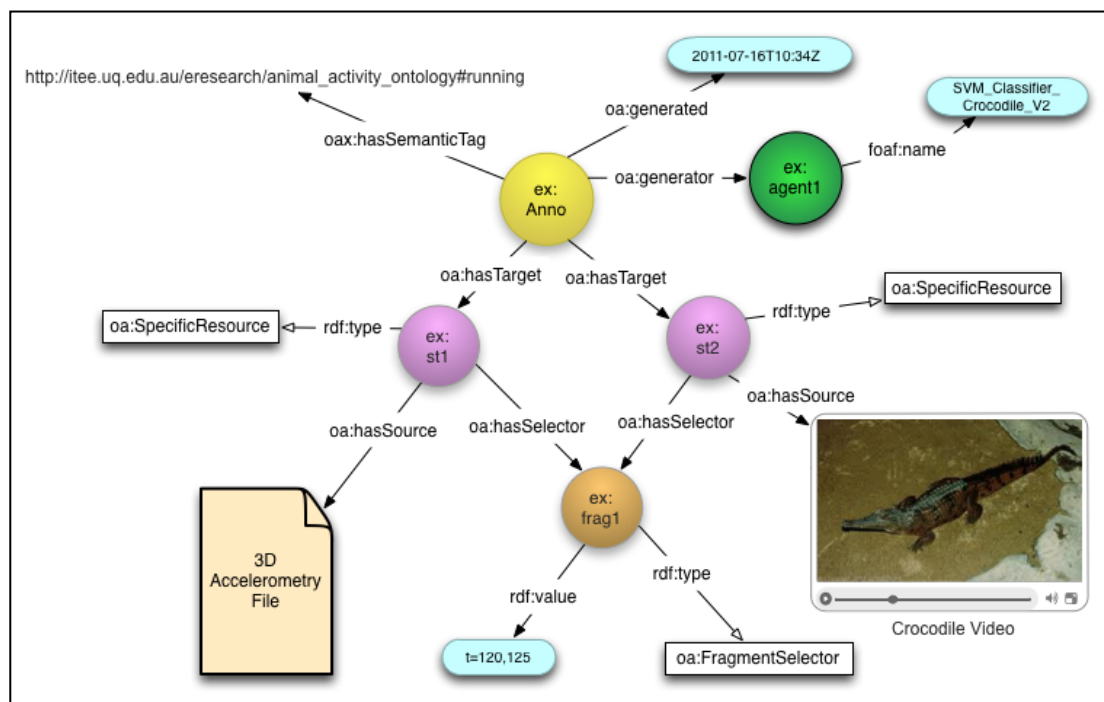 2011-07-16T10:34Z
http://itee.uq.edu.au/eresearch/animal_activity_ontology#running
SVM_Classifier_
Crocodile_V2
oa:generated
oax:hasSemanticTag
foaf:name
ex:
Anno
oa:generator
ex:
agent1
oa:hasTarget
oa:hasTarget
oa:SpecificResource
oa:SpecificResource
rdf:type
ex:
st1
ex:
st2
rdf:type
oa:hasSource
oa:hasSource
oa:hasSelector
oa:hasSelector
ex:
frag1
3D
Accelerometry
File
rdf:value
rdf:type
Crocodile Video
t=120,125
oa:FragmentSelector